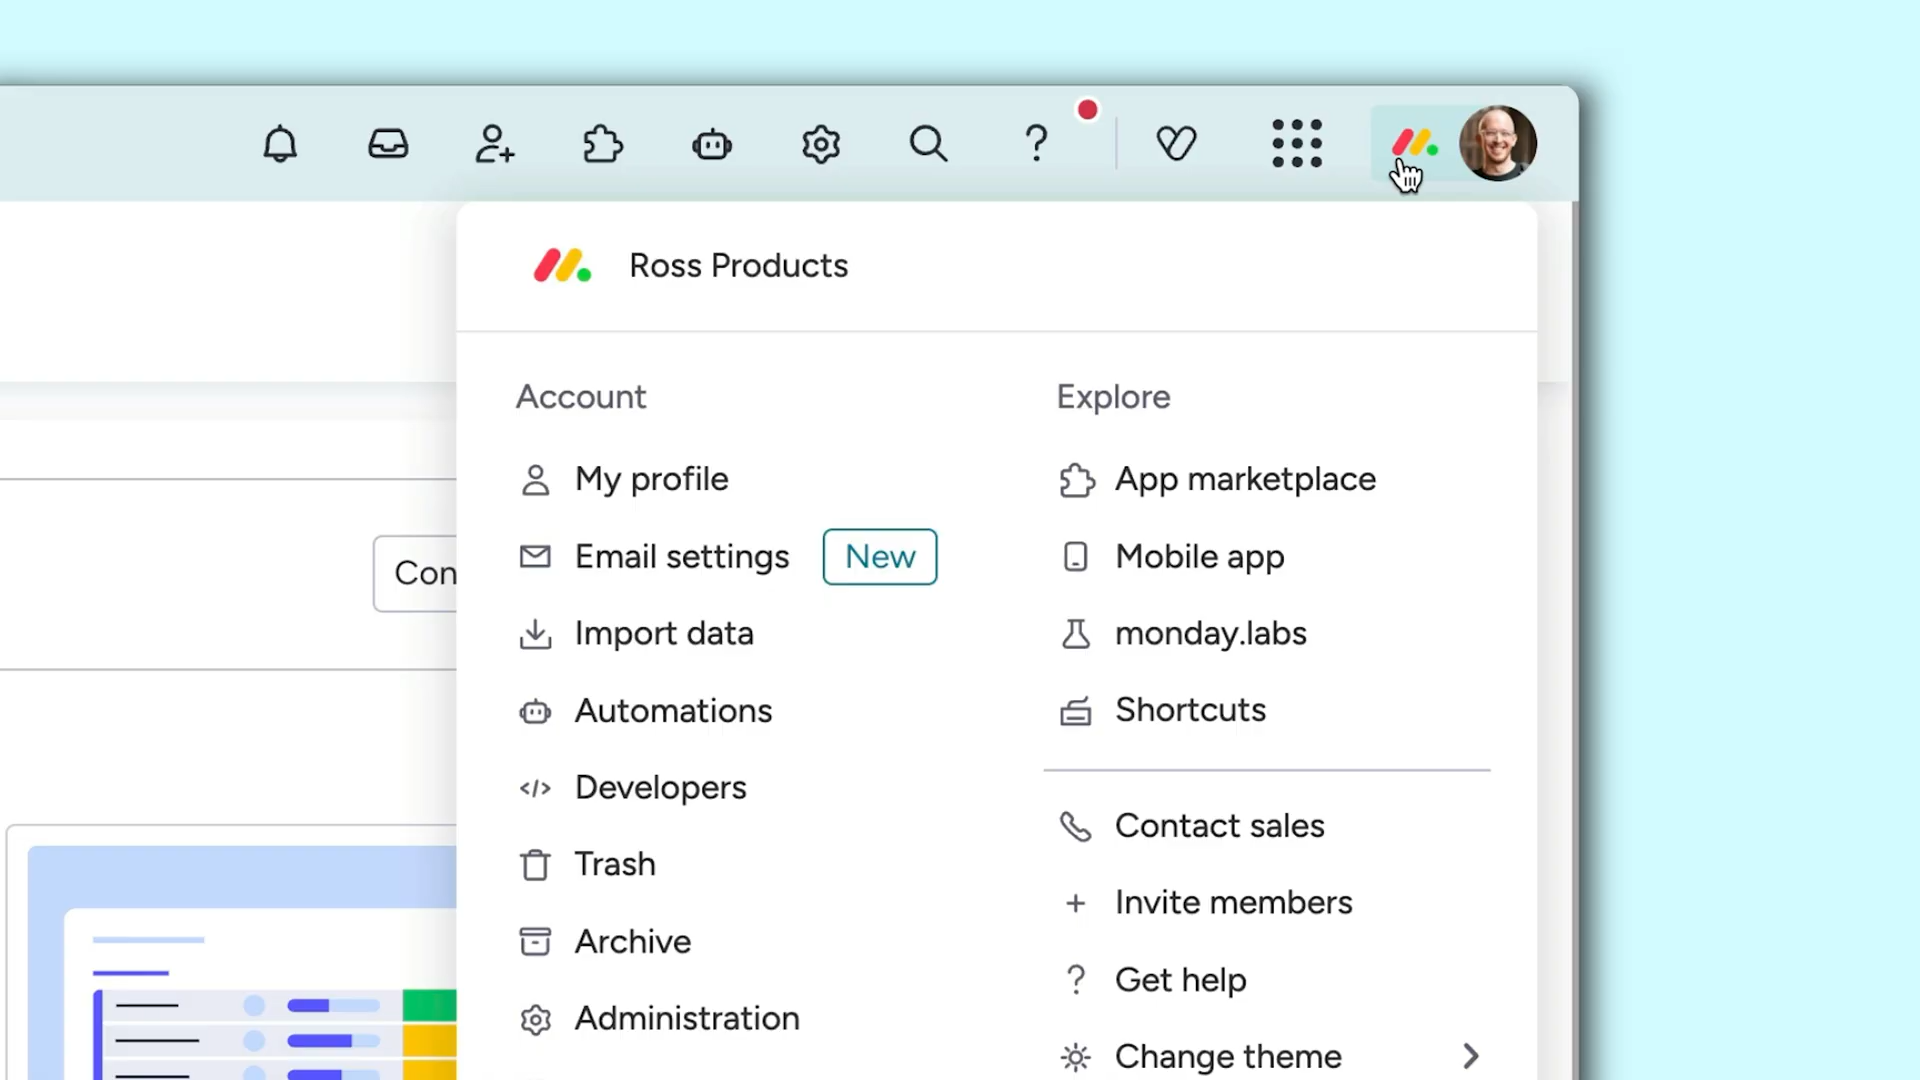 ?
Ross Products
Account
My profile
Email settings New
Import data
Automations
Developers
Trash
Archive
Administration
Explore
App marketplace
Mobile app
monday.labs
Shortcuts
Contact sales
+ Invite members
? Get help
Change theme
Con